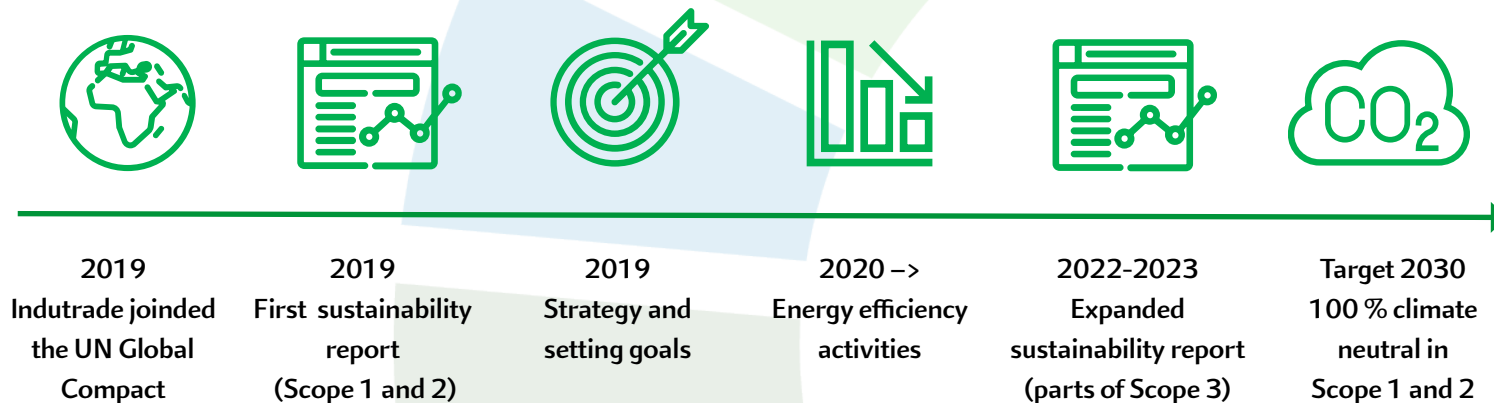 CO2
2019
Indutrade joinded
the UN Global
Compact
2019
First sustainability
report
(Scope 1 and 2)
2019
Strategy and
setting goals
2020 –>
Energy efficiency
activities
2022-2023
Expanded
sustainability report
(parts of Scope 3)
Target 2030
100 % climate
neutral in
Scope 1 and 2